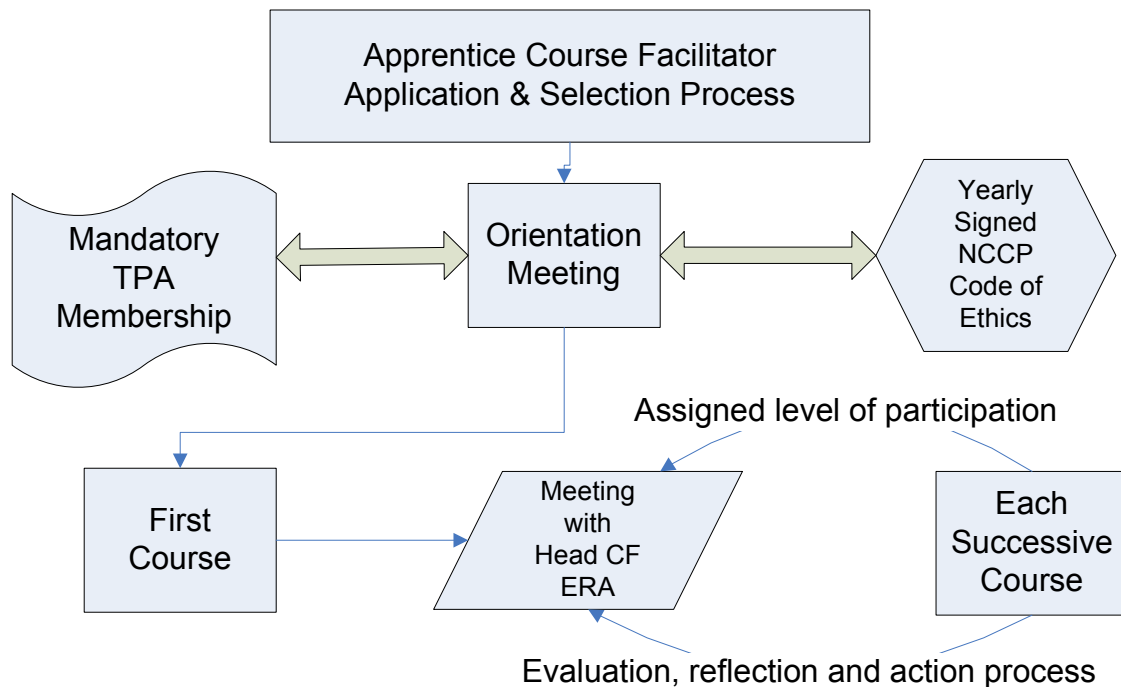 Apprentice Course Facilitator
Application & Selection Process
Mandatory
TPA
Membership
Orientation
Meeting
Yearly
Signed
NCCP
Code of
Ethics
Assigned level of participation
First
Course
Meeting
with
Head CF
ERA
Each
Successive
Course
Evaluation, reflection and action process